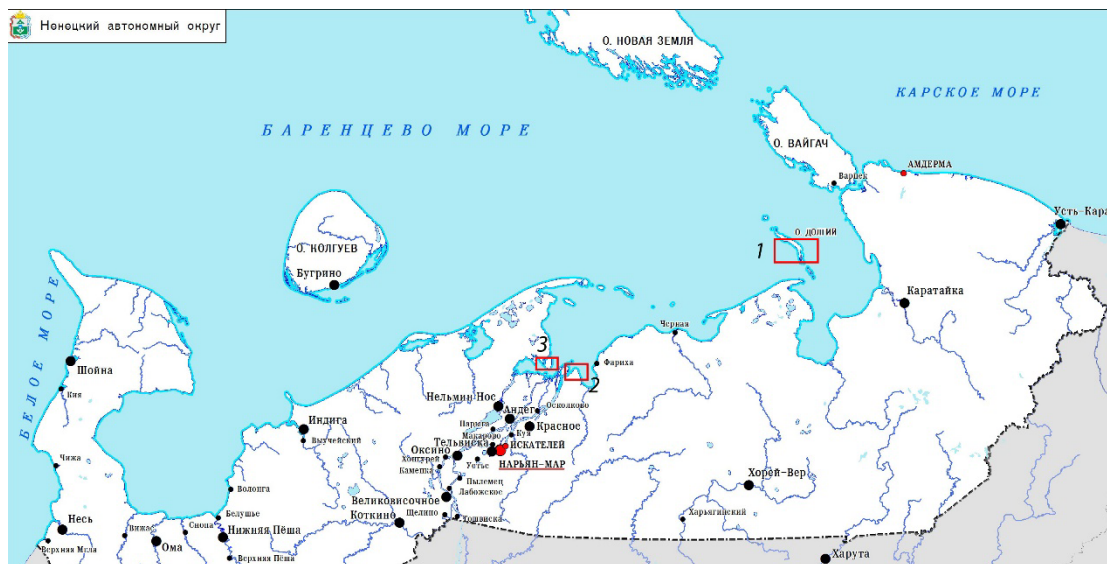 Ненецкий автономный округ
О. НОВАЯ ЗЕМЛЯ
КАРСКОЕ МОРЕ
БАРЕНЦЕВО МОРЕ
О. ВАЙГАЧ
Варнек
АМДЕРМА
Усть-Кара
1
О. ДОЛГИЙ
О. КОЛГУЕВ
Бугрино
БЕЛОЕ МОРЕ
Каратайка
Черная
3
2
Фариха
Шойна
Кия
Нельмин Нос
Осколково
Андег
Индига
Выучейский
Красное
Макарово
Куя
Тельвиска
ИСКАТЕЛЕЙ
Оксино
НАРЬЯН-МАР
Чижа
Хонгурей
Каменка
Устье
Хорей-Вер
Пылемец
Лабожское
Волонга
Великовисочное
Щелино
Коткино
Кошанска
Харьягинский
Белушье
Несь
Вижас
Снопа
Нижняя Пёша
Верхняя Мгла
Ома
Верхняя Пёша
Харута